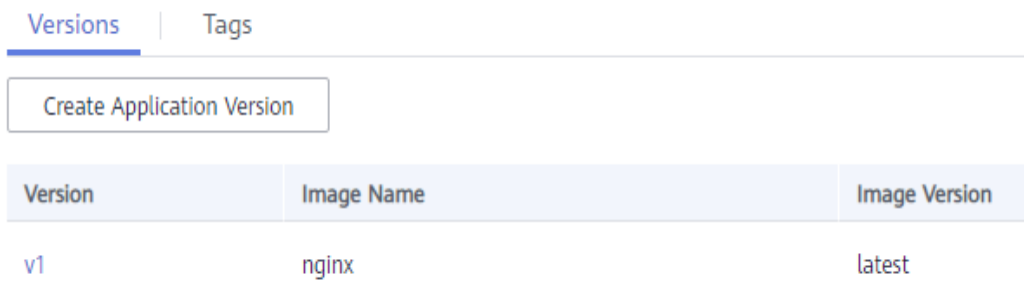 Versions Tags
Create Application Version
Version Image Name Image Version
v1 nginx latest